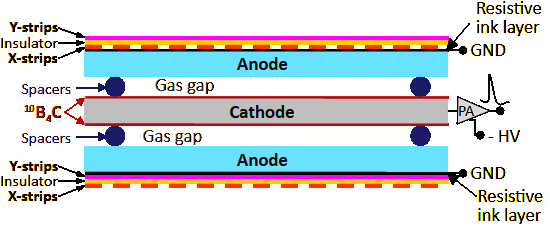 Y-strips
Insulator
X-strips
Resistive
ink layer
GND
Anode
Spacers
Gas gap
¹⁰B₄C
Cathode
PA
Spacers
Gas gap
- HV
Anode
Y-strips
Insulator
X-strips
GND
Resistive
ink layer